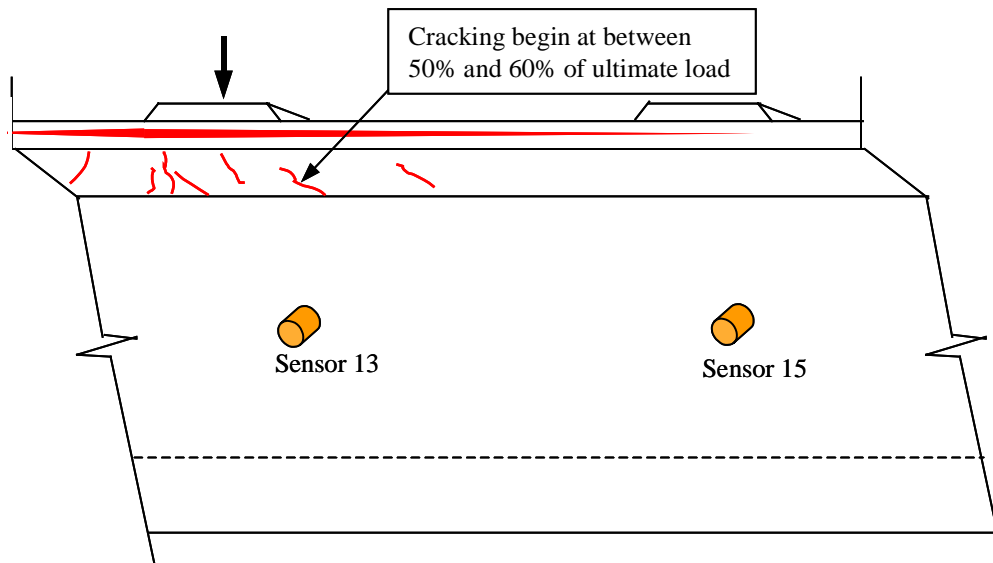 Cracking begin at between
50% and 60% of ultimate load
Sensor 13
Sensor 15